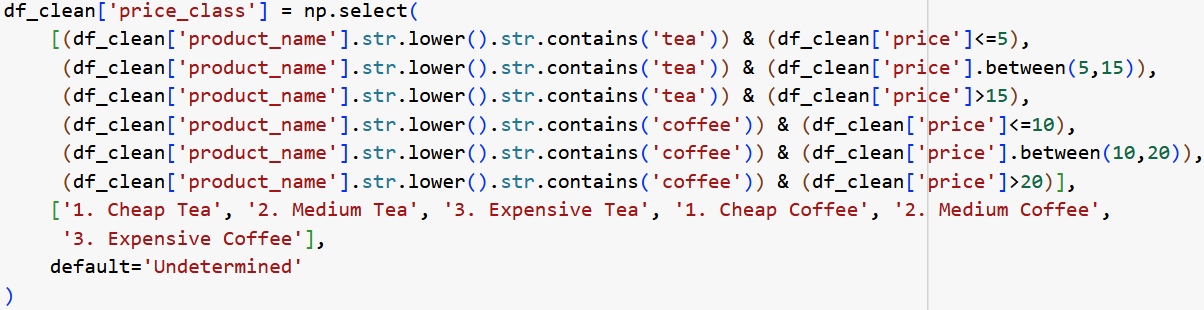 df_clean['price_class'] = np.select(
    [(df_clean['product_name'].str.lower().str.contains('tea')) & (df_clean['price']<=5),
     (df_clean['product_name'].str.lower().str.contains('tea')) & (df_clean['price'].between(5,15)),
     (df_clean['product_name'].str.lower().str.contains('tea')) & (df_clean['price']>15),
     (df_clean['product_name'].str.lower().str.contains('coffee')) & (df_clean['price']<=10),
     (df_clean['product_name'].str.lower().str.contains('coffee')) & (df_clean['price'].between(10,20)),
     (df_clean['product_name'].str.lower().str.contains('coffee')) & (df_clean['price']>20)],
    ['1. Cheap Tea', '2. Medium Tea', '3. Expensive Tea', '1. Cheap Coffee', '2. Medium Coffee',
     '3. Expensive Coffee'],
    default='Undetermined'
)